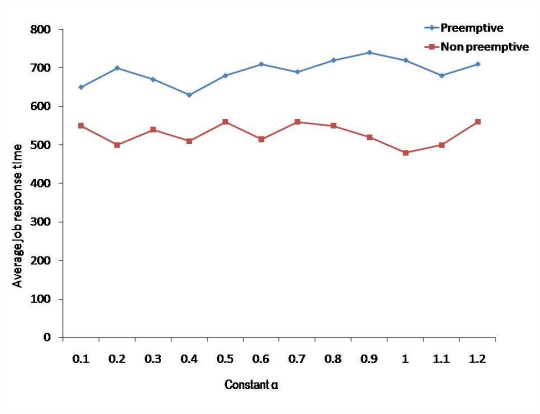 Preemptive
Non preemptive
800
700
600
500
400
300
200
100
0
Average job response time
0.1 0.2 0.3 0.4 0.5 0.6 0.7 0.8 0.9 1 1.1 1.2
Constant α